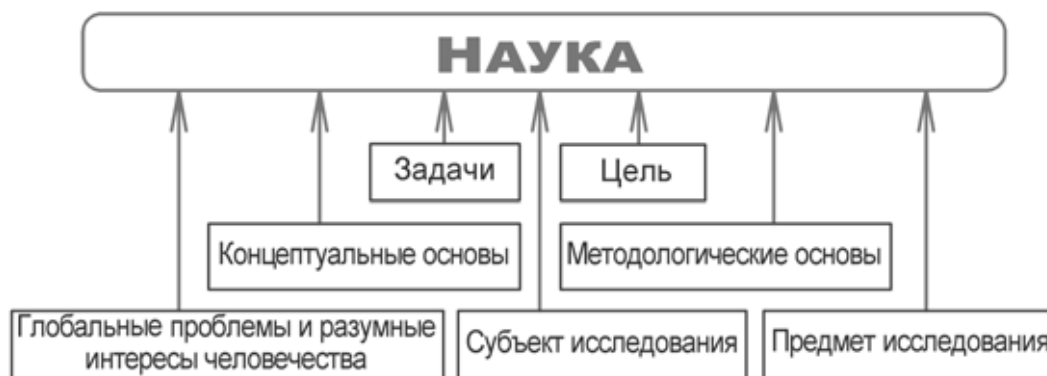 НАУКА
Задачи
Цель
Концептуальные основы
Методологические основы
Глобальные проблемы и разумные
интересы человечества
Субъект исследования
Предмет исследования